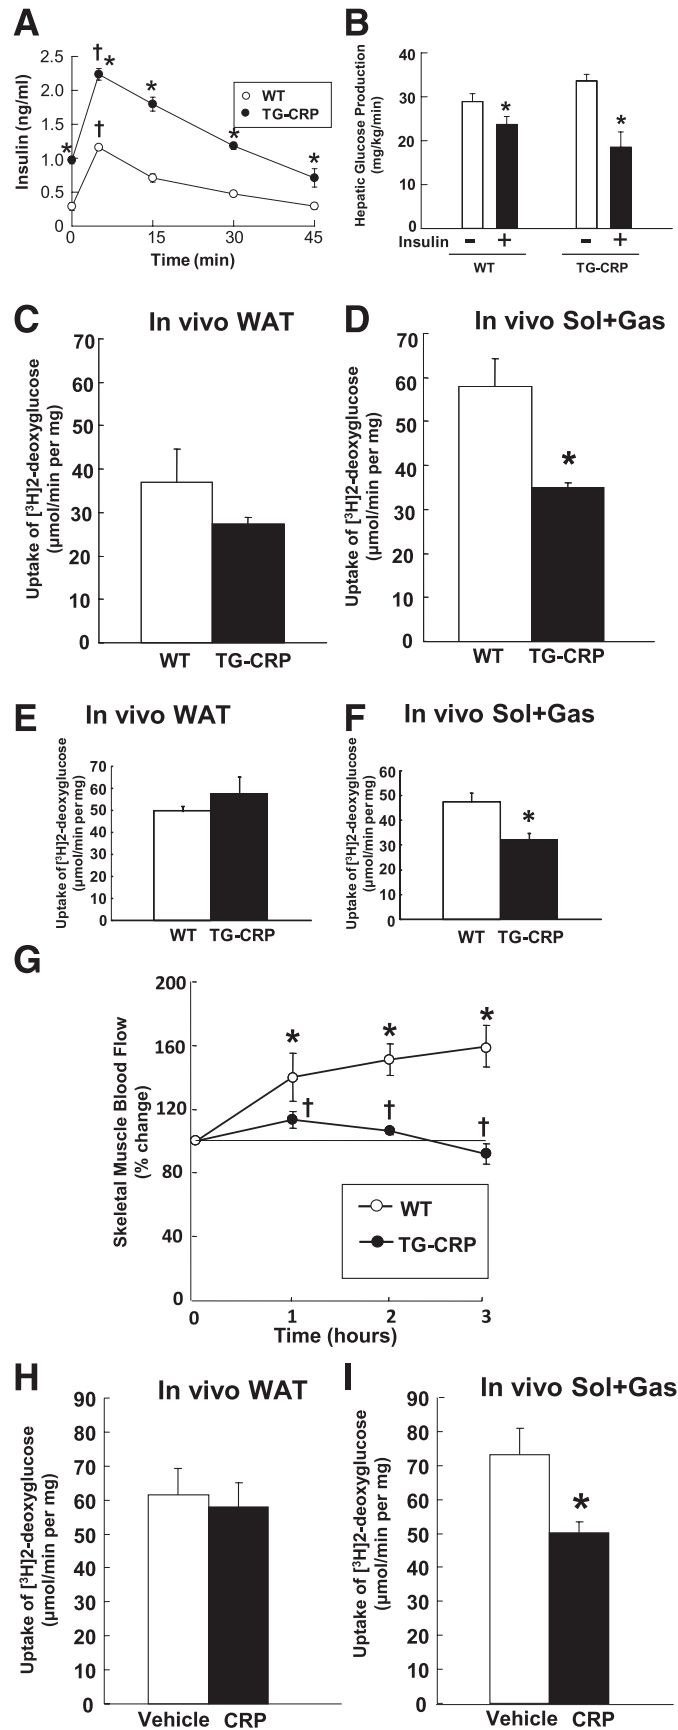 A
Insulin (ng/ml)
2.5
2.0
1.5
1.0
0.5
0
† *
*
*
*
*
†
WT
TG-CRP
0 15 30 45
Time (min)
B
Hepatic Glucose Production
(mg/kg/min)
40
30
20
10
0
*
*
Insulin - + - +
WT TG-CRP
C
In vivo WAT
Uptake of [³H]2-deoxyglucose
(µmol/min per mg)
70
60
50
40
30
20
10
0
WT TG-CRP
D
In vivo Sol+Gas
Uptake of [³H]2-deoxyglucose
(µmol/min per mg)
70
60
50
40
30
20
10
0
*
WT TG-CRP
E
In vivo WAT
Uptake of [³H]2-deoxyglucose
(µmol/min per mg)
70
60
50
40
30
20
10
0
WT TG-CRP
F
In vivo Sol+Gas
Uptake of [³H]2-deoxyglucose
(µmol/min per mg)
60
50
40
30
20
10
0
*
WT TG-CRP
G
Skeletal Muscle Blood Flow
(% change)
200
160
120
80
40
0
* * *
† † †
WT
TG-CRP
0 1 2 3
Time (hours)
H
In vivo WAT
Uptake of [³H]2-deoxyglucose
(µmol/min per mg)
90
80
70
60
50
40
30
20
10
0
Vehicle CRP
I
In vivo Sol+Gas
Uptake of [³H]2-deoxyglucose
(µmol/min per mg)
90
80
70
60
50
40
30
20
10
0
*
Vehicle CRP